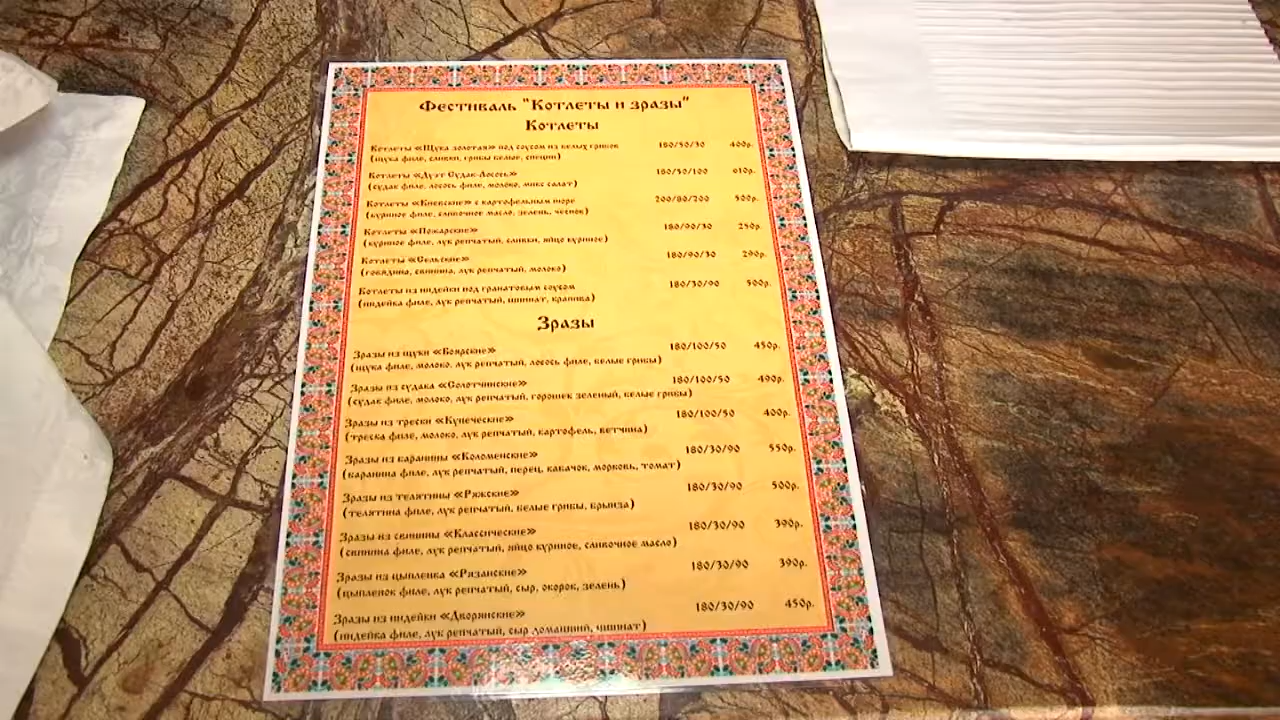 Фестиваль "Котлеты и зразы"
Котлеты
Котлеты «Щука золотая» под соусом из белых грибов 180/50/30 400р.
(щука филе, сливки, грибы белые, специи)
Котлеты «Дуэт Судак-Лосось» 180/50/100 610р.
(судак филе, лосось филе, молоко, микс салат)
Котлеты «Киевские» с картофельным пюре 200/80/200 500р.
(куриное филе, сливочное масло, зелень, чеснок)
Котлеты «Пожарские» 180/90/30 250р.
(куриное филе, лук репчатый, сливки, яйцо куриное)
Котлеты «Сельские» 180/90/30 290р.
(говядина, свинина, лук репчатый, молоко)
Котлеты из индейки под гранатовым соусом 180/30/90 500р.
(индейка филе, лук репчатый, шпинат, крапива)
Зразы
Зразы из щуки «Боярские» 180/100/50 450р.
(щука филе, молоко, лук репчатый, лосось филе, белые грибы)
Зразы из судака «Солотчинские» 180/100/50 490р.
(судак филе, молоко, лук репчатый, горошек зеленый, белые грибы)
Зразы из трески «Купеческие» 180/100/50 400р.
(треска филе, молоко, лук репчатый, картофель, ветчина)
Зразы из баранины «Коломенские» 180/30/90 550р.
(баранина филе, лук репчатый, перец, кабачок, морковь, томат)
Зразы из телятины «Ряжские» 180/30/90 500р.
(телятина филе, лук репчатый, белые грибы, брынза)
Зразы из свинины «Классические» 180/30/90 390р.
(свинина филе, лук репчатый, яйцо куриное, сливочное масло)
Зразы из цыпленка «Рязанские» 180/30/90 390р.
(цыпленок филе, лук репчатый, сыр, окорок, зелень)
Зразы из индейки «Дворянские» 180/30/90 450р.
(индейка филе, лук репчатый, сыр домашний, шпинат)